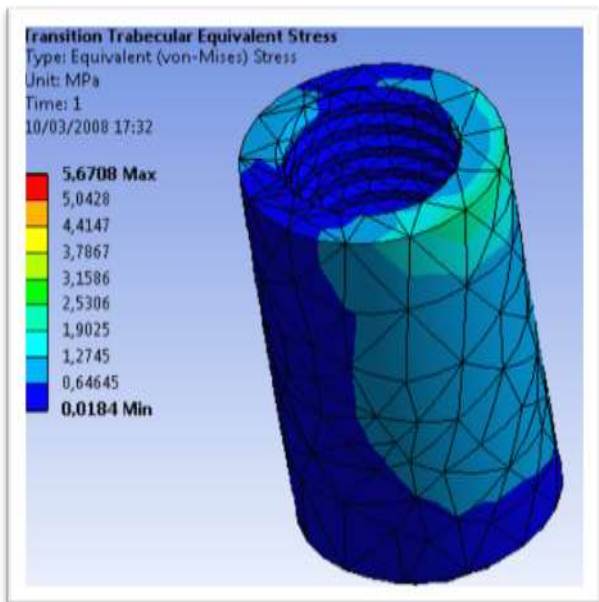 Transition Trabecular Equivalent Stress
Type: Equivalent (von-Mises) Stress
Unit: MPa
Time: 1
10/03/2008 17:32
5,6708 Max
5,0428
4,4147
3,7867
3,1586
2,5306
1,9025
1,2745
0,64645
0,0184 Min